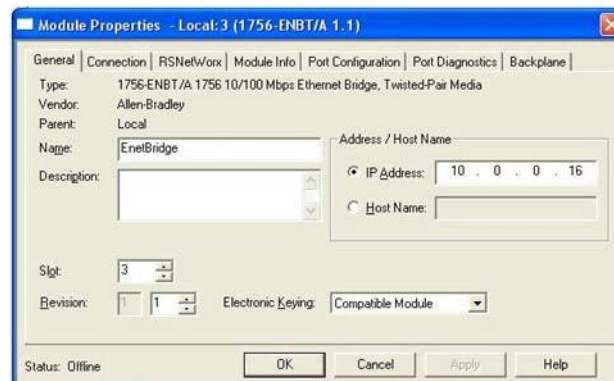 Module Properties - Local:3 (1756-ENBT/A 1.1)
General Connection RSNetWorx Module Info Port Configuration Port Diagnostics Backplane
Type: 1756-ENBT/A 1756 10/100 Mbps Ethernet Bridge, Twisted-Pair Media
Vendor: Allen-Bradley
Parent: Local
Name: EnetBridge
Description:
Address / Host Name
IP Address: 10 . 0 . 0 . 16
Host Name:
Slot: 3
Revision: 1 1 Electronic Keying: Compatible Module
Status: Offline OK Cancel Apply Help